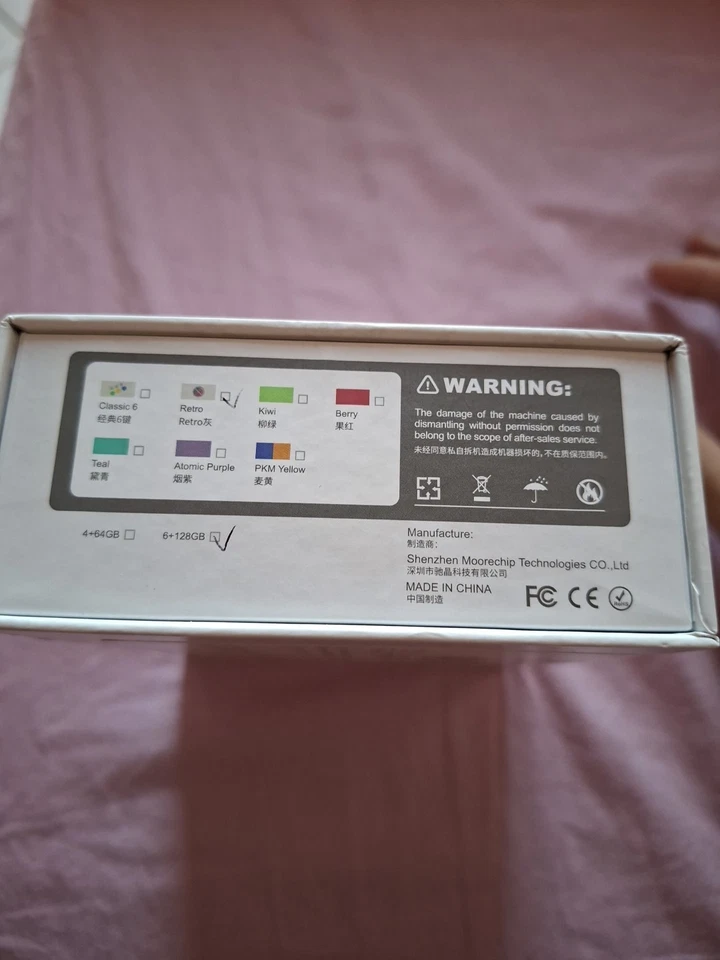 Classic 6
经典6键
Retro
Retro灰
Kiwi
柳绿
Berry
果红
Teal
黛青
Atomic Purple
烟紫
PKM Yellow
麦黄
4+64GB
6+128GB
WARNING:
The damage of the machine caused by
dismantling without permission does not
belong to the scope of after-sales service.
未经同意私自拆机造成机器损坏的,不在质保范围内。
Manufacture:
制造商：
Shenzhen Moorechip Technologies CO.,Ltd
深圳市驰晶科技有限公司
MADE IN CHINA
中国制造
FC CE RoHS